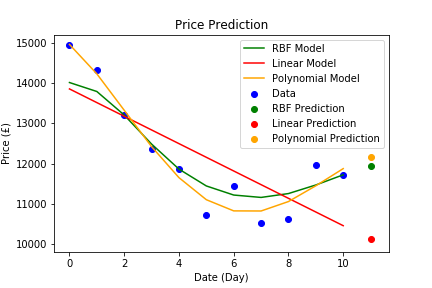 Price Prediction
15000
14000
13000
12000
11000
10000
Price (£)
RBF Model
Linear Model
Polynomial Model
Data
RBF Prediction
Linear Prediction
Polynomial Prediction
0
2
4
6
8
10
Date (Day)